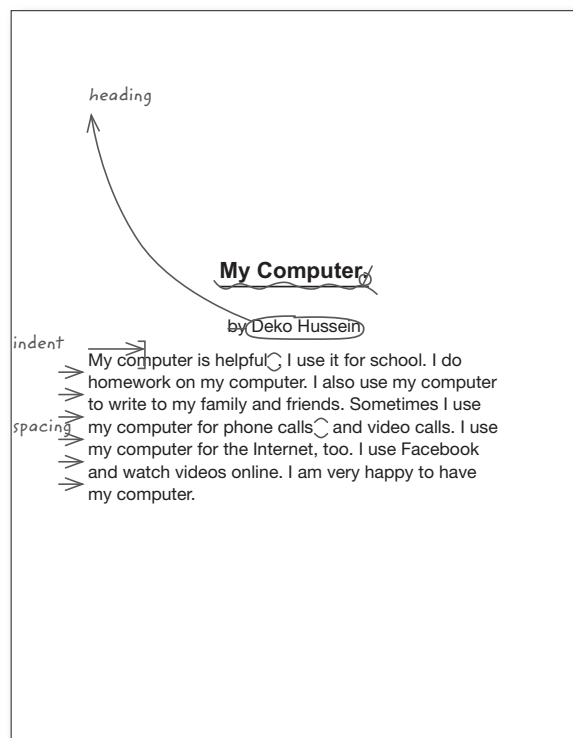 heading
My Computer.
by Deko Hussein
indent
My computer is helpful. I use it for school. I do
homework on my computer. I also use my computer
to write to my family and friends. Sometimes I use
spacing
my computer for phone calls and video calls. I use
my computer for the Internet, too. I use Facebook
and watch videos online. I am very happy to have
my computer.